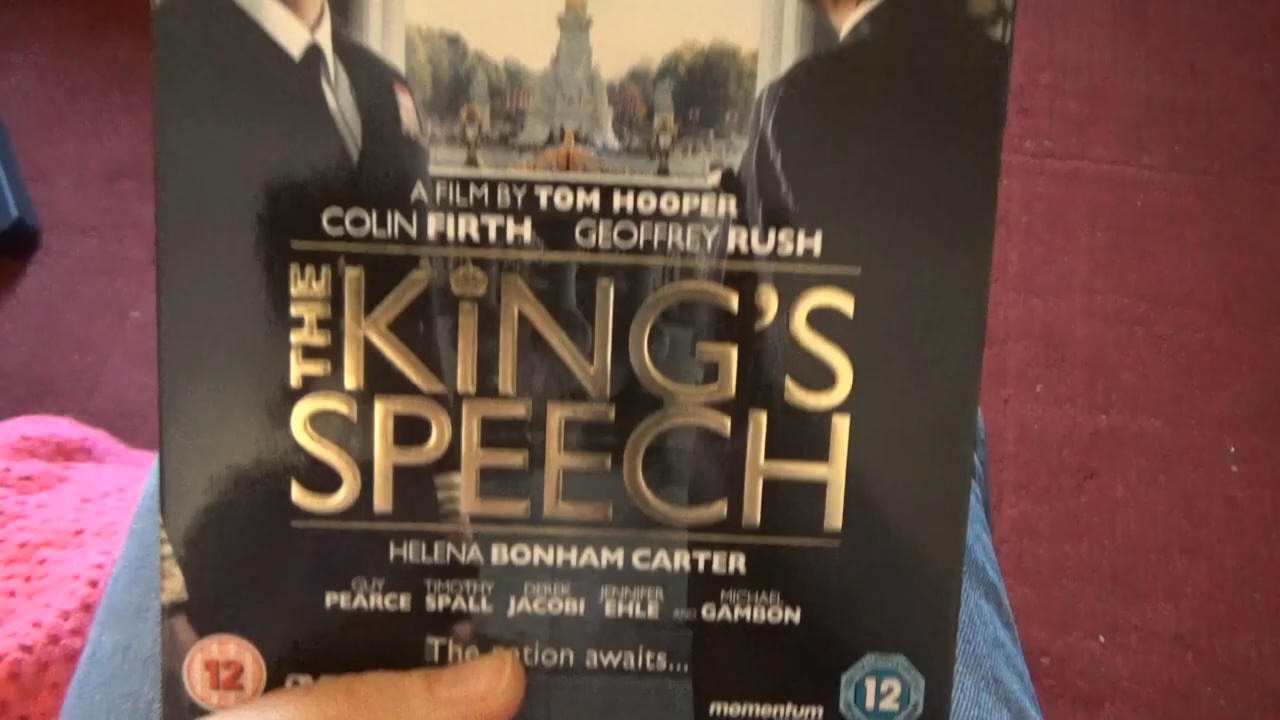 A FILM BY TOM HOOPER
COLIN FIRTH GEOFFREY RUSH
THE KING'S
SPEECH
HELENA BONHAM CARTER
GUY PEARCE TIMOTHY SPALL DEREK JACOBI JENNIFER EHLE AND MICHAEL GAMBON
The nation awaits...
12
momentum
12